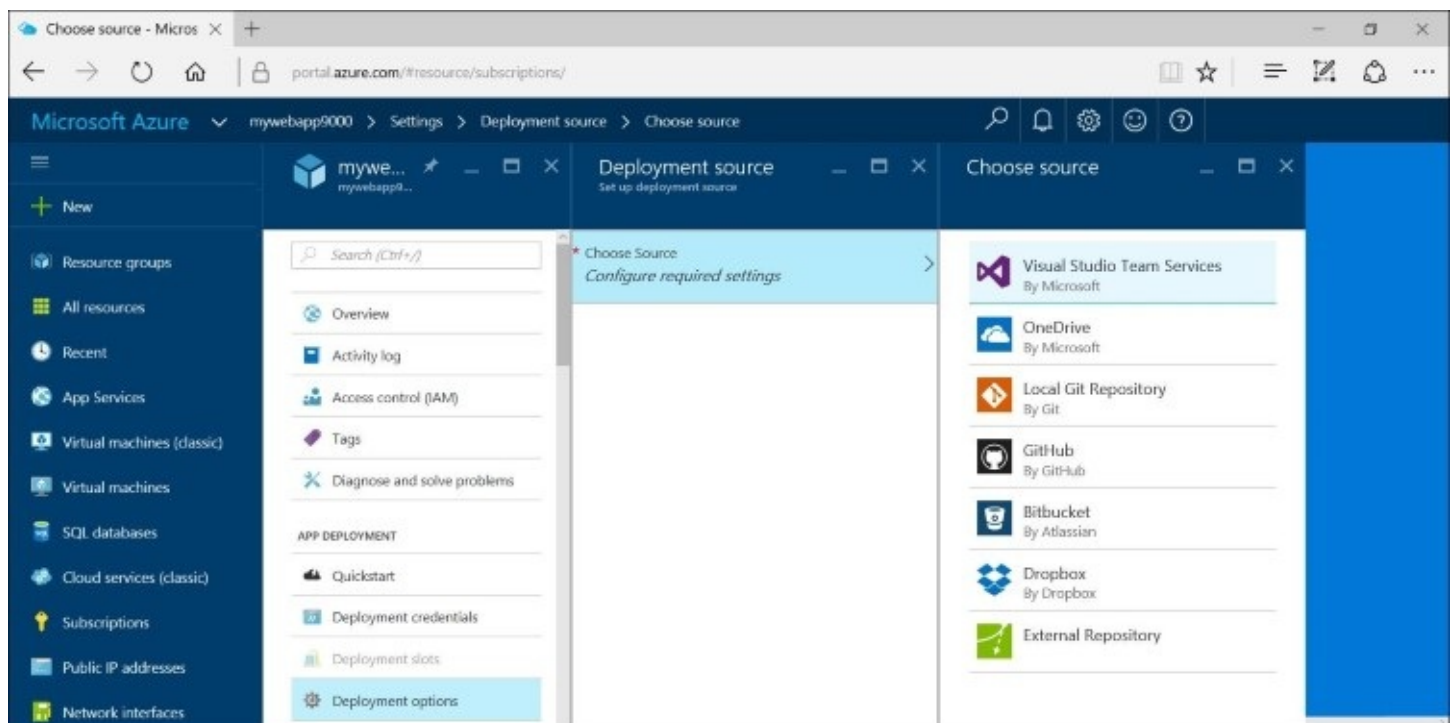 Choose source - Micros
portal.azure.com/#resource/subscriptions/
Microsoft Azure mywebapp9000 > Settings > Deployment source > Choose source
New
Resource groups
All resources
Recent
App Services
Virtual machines (classic)
Virtual machines
SQL databases
Cloud services (classic)
Subscriptions
Public IP addresses
Network interfaces
mywe...
mywebapp9...
Search (Ctrl+/)
Overview
Activity log
Access control (IAM)
Tags
Diagnose and solve problems
APP DEPLOYMENT
Quickstart
Deployment credentials
Deployment slots
Deployment options
Deployment source
Set up deployment source
* Choose Source
Configure required settings
Choose source
Visual Studio Team Services
By Microsoft
OneDrive
By Microsoft
Local Git Repository
By Git
GitHub
By GitHub
Bitbucket
By Atlassian
Dropbox
By Dropbox
External Repository